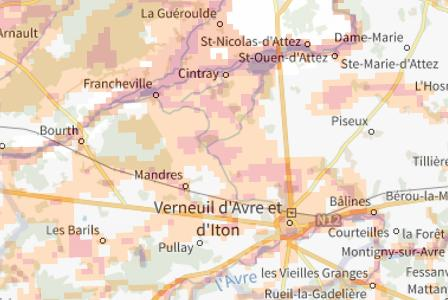 La Guéroulde
Arnault
St-Nicolas-d'Attez
Dame-Marie
St-Ouen-d'Attez
Ste-Marie-d'Attez
Cintray
Francheville
L'Hosm
Piseux
Bourth
Tillière
Mandres
Bâlines
Bérou-la-M
Verneuil d'Avre et
d'Iton
N12
Les Barils
Courteilles
la Forêt
Pullay
Montigny-sur-Avre
l'Avre
les Vieilles Granges
Fessanv
Rueil-la-Gadelière
Mattan